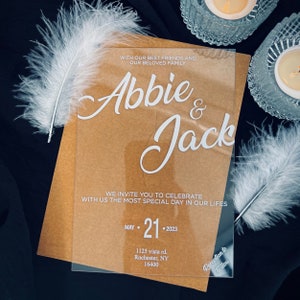 WITH OUR BEST FRIENDS AND
OUR BELOVED FAMILY
Abbie
&
Jack
WE INVITE YOU TO CELEBRATE
WITH US THE MOST SPECIAL DAY IN OUR LIFES
MAY • 21 • 2023
Rochester, NY
16400